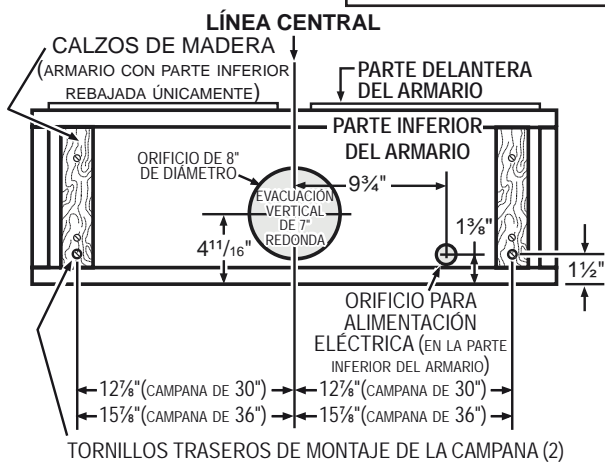 LÍNEA CENTRAL
CALZOS DE MADERA
(ARMARIO CON PARTE INFERIOR
REBAJADA ÚNICAMENTE)
PARTE DELANTERA
DEL ARMARIO
PARTE INFERIOR
DEL ARMARIO
ORIFICIO DE 8"
DE DIÁMETRO
EVACUACIÓN
VERTICAL
DE 7"
REDONDA
9¾"
4¹¹/₁₆"
1⅜"
1½"
ORIFICIO PARA
ALIMENTACIÓN
ELÉCTRICA (EN LA PARTE
INFERIOR DEL ARMARIO)
12⅞" (CAMPANA DE 30")
12⅞" (CAMPANA DE 30")
15⅞" (CAMPANA DE 36")
15⅞" (CAMPANA DE 36")
TORNILLOS TRASEROS DE MONTAJE DE LA CAMPANA (2)